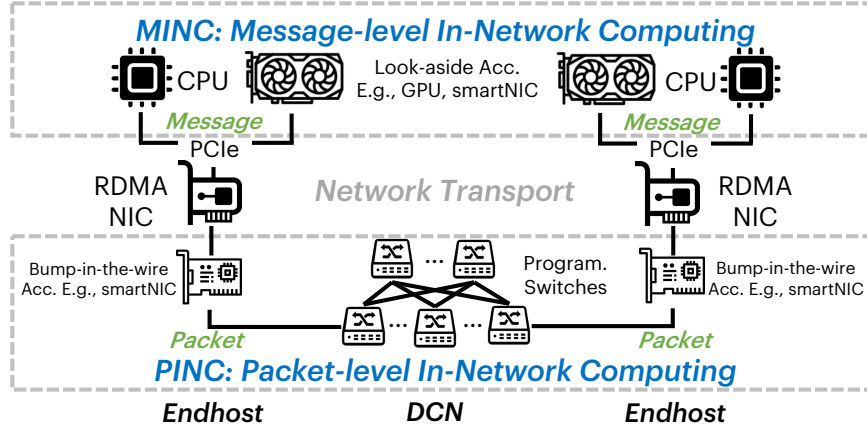 MINC: Message-level In-Network Computing
CPU
Look-aside Acc.
E.g., GPU, smartNIC
CPU
Message
Message
PCIe
PCIe
RDMA
NIC
Network Transport
RDMA
NIC
Bump-in-the-wire
Acc. E.g., smartNIC
...
Program.
Switches
Bump-in-the-wire
Acc. E.g., smartNIC
Packet
...
...
Packet
PINC: Packet-level In-Network Computing
Endhost
DCN
Endhost